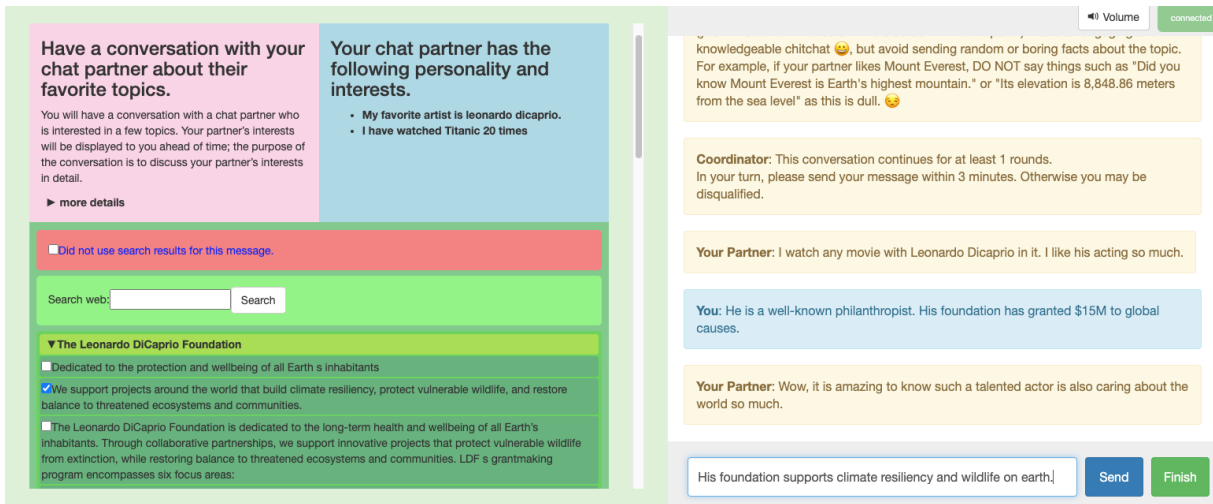 Have a conversation with your
chat partner about their
favorite topics.
You will have a conversation with a chat partner who
is interested in a few topics. Your partner's interests
will be displayed to you ahead of time; the purpose of
the conversation is to discuss your partner's interests
in detail.
▶ more details
Your chat partner has the
following personality and
interests.
• My favorite artist is leonardo dicaprio.
• I have watched Titanic 20 times
Did not use search results for this message.
Search web:
Search
▼The Leonardo DiCaprio Foundation
Dedicated to the protection and wellbeing of all Earth s inhabitants
We support projects around the world that build climate resiliency, protect vulnerable wildlife, and restore
balance to threatened ecosystems and communities.
The Leonardo DiCaprio Foundation is dedicated to the long-term health and wellbeing of all Earth's
inhabitants. Through collaborative partnerships, we support innovative projects that protect vulnerable wildlife
from extinction, while restoring balance to threatened ecosystems and communities. LDF s grantmaking
program encompasses six focus areas:
Volume
connected
knowledgeable chitchat 😀, but avoid sending random or boring facts about the topic.
For example, if your partner likes Mount Everest, DO NOT say things such as "Did you
know Mount Everest is Earth's highest mountain." or "Its elevation is 8,848.86 meters
from the sea level" as this is dull. 😒
Coordinator: This conversation continues for at least 1 rounds.
In your turn, please send your message within 3 minutes. Otherwise you may be
disqualified.
Your Partner: I watch any movie with Leonardo Dicaprio in it. I like his acting so much.
You: He is a well-known philanthropist. His foundation has granted $15M to global
causes.
Your Partner: Wow, it is amazing to know such a talented actor is also caring about the
world so much.
His foundation supports climate resiliency and wildlife on earth.
Send
Finish